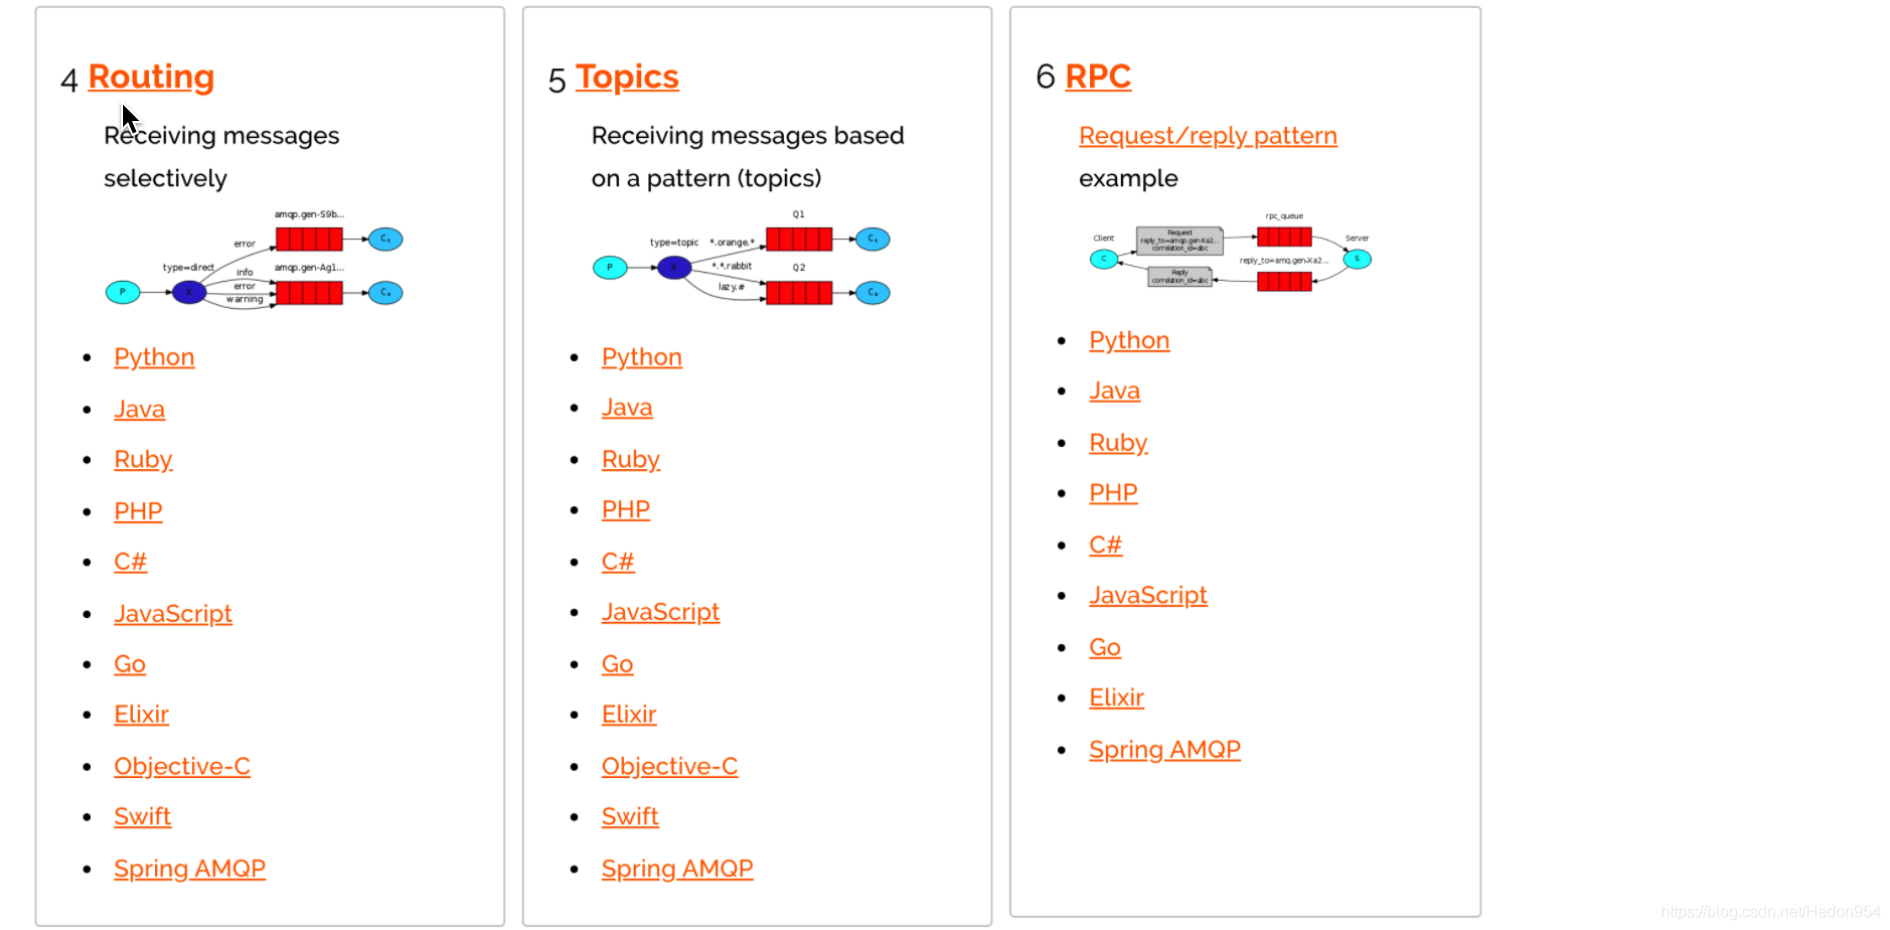 4 Routing
Receiving messages
selectively
amqp.gen-S9b...
error
C₁
type=direct
amqp.gen-Ag1...
info
error
warning
P
X
C₂
Python
Java
Ruby
PHP
C#
JavaScript
Go
Elixir
Objective-C
Swift
Spring AMQP
5 Topics
Receiving messages based
on a pattern (topics)
Q1
type=topic
*.orange.*
C₁
P
X
*.*.rabbit
Q2
lazy.#
C₂
Python
Java
Ruby
PHP
C#
JavaScript
Go
Elixir
Objective-C
Swift
Spring AMQP
6 RPC
Request/reply pattern
example
rpc_queue
Client
Request
reply_to=amqp.gen-Xa2...
correlation_id=abc
Server
C
reply_to=amq.gen-Xa2...
S
Reply
correlation_id=abc
Python
Java
Ruby
PHP
C#
JavaScript
Go
Elixir
Spring AMQP
https://blog.csdn.net/Hedon954